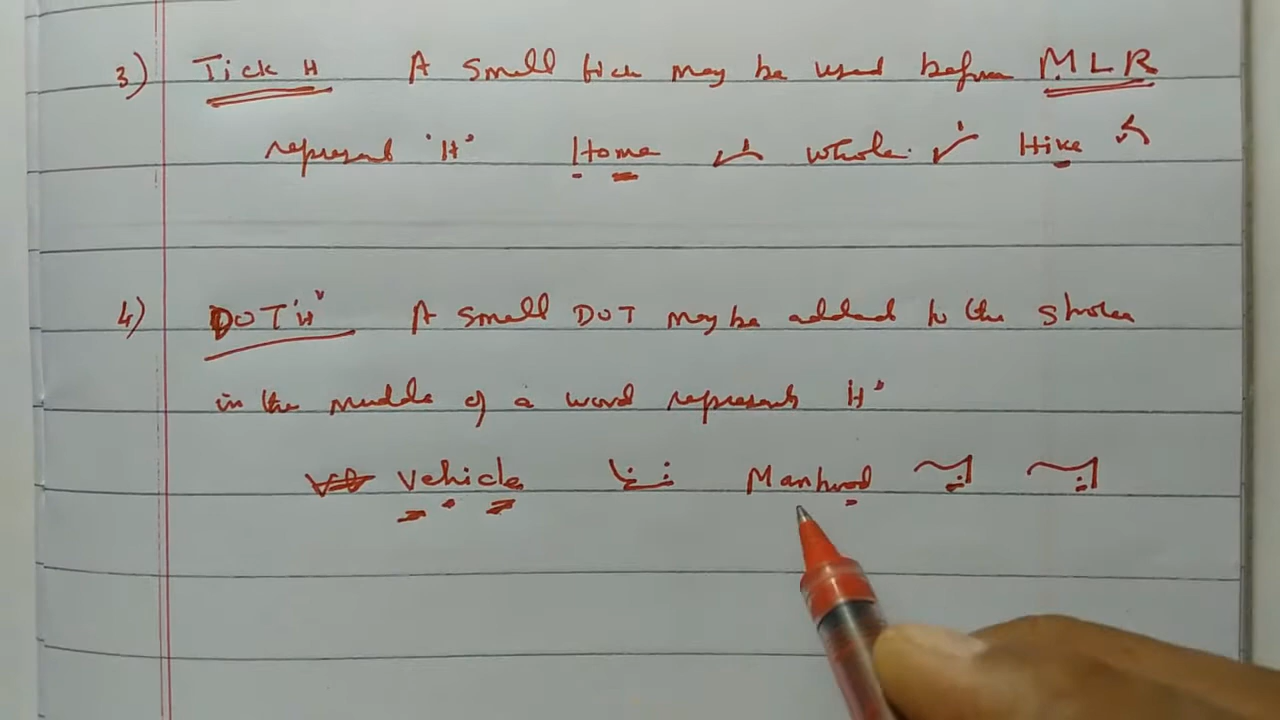 3) Tick H A small tick may be used before M L R
represent 'H' Home whole. Hire
4) DOT 'H' A small DOT may be added to the stroke
in the middle of a word represents 'H'
Vehicle Manhood